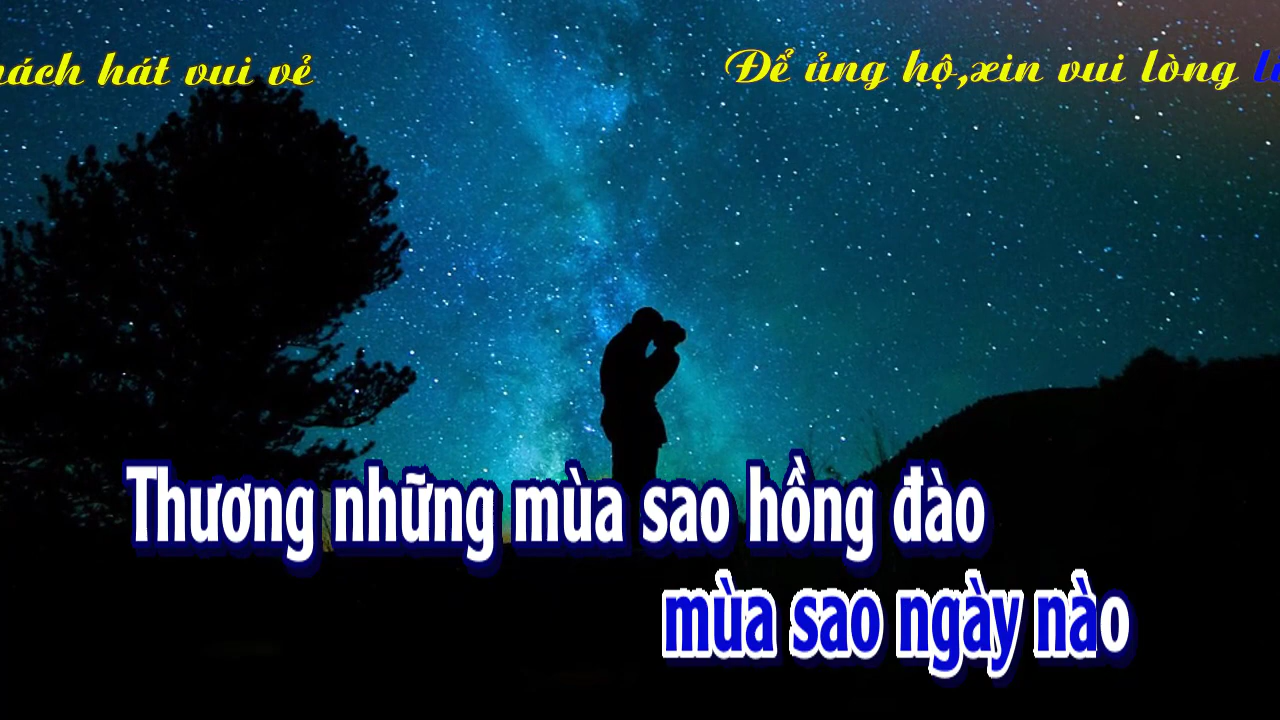 hát vui vẻ
Để ủng hộ,xin vui lòng
Thương những mùa sao hồng đào
mùa sao ngày nào